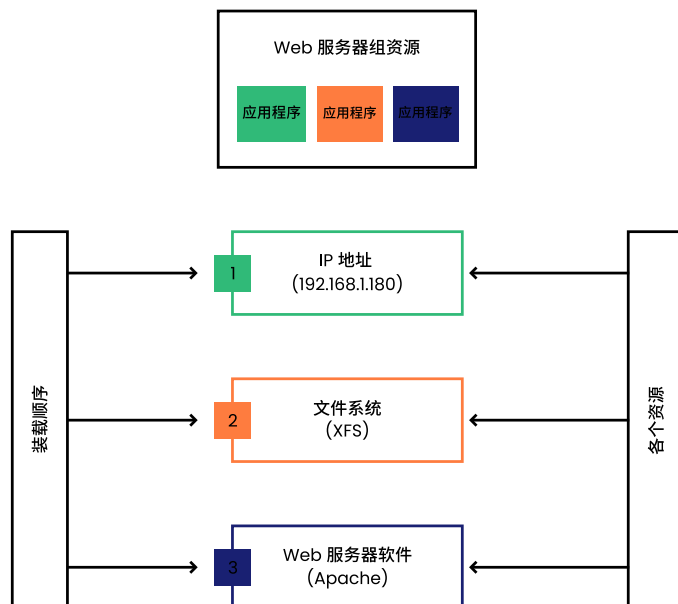 Web 服务器组资源
应用程序
应用程序
应用程序
1
IP 地址
(192.168.1.180)
装载顺序
各个资源
2
文件系统
(XFS)
3
Web 服务器软件
(Apache)